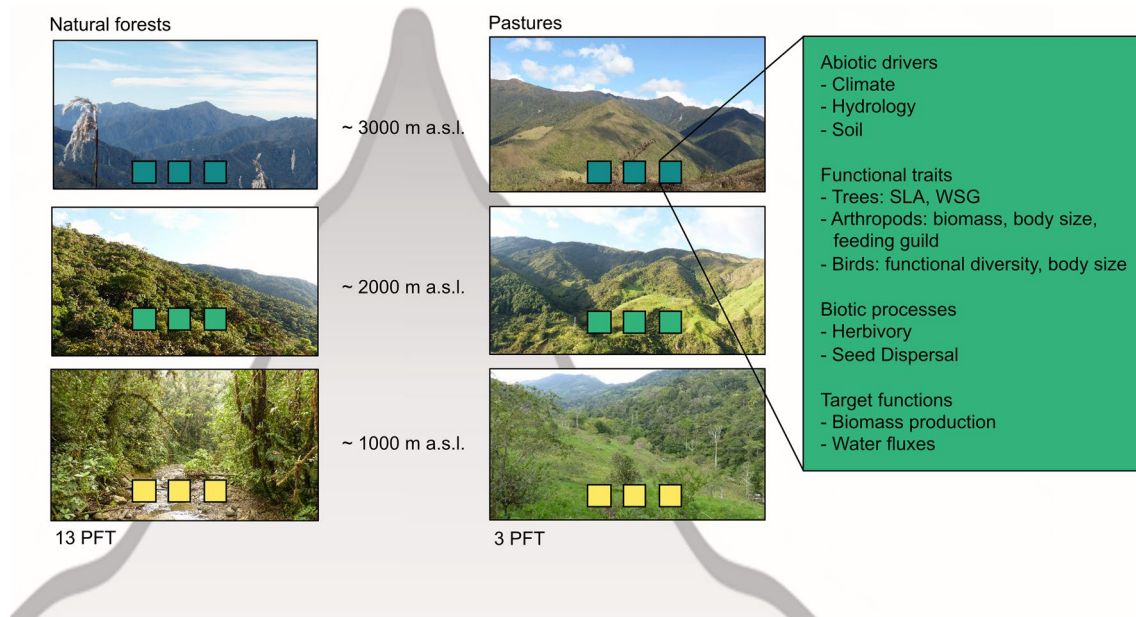 Natural forests
Pastures
~ 3000 m a.s.l.
~ 2000 m a.s.l.
~ 1000 m a.s.l.
13 PFT
3 PFT
Abiotic drivers
- Climate
- Hydrology
- Soil
Functional traits
- Trees: SLA, WSG
- Arthropods: biomass, body size,
feeding guild
- Birds: functional diversity, body size
Biotic processes
- Herbivory
- Seed Dispersal
Target functions
- Biomass production
- Water fluxes